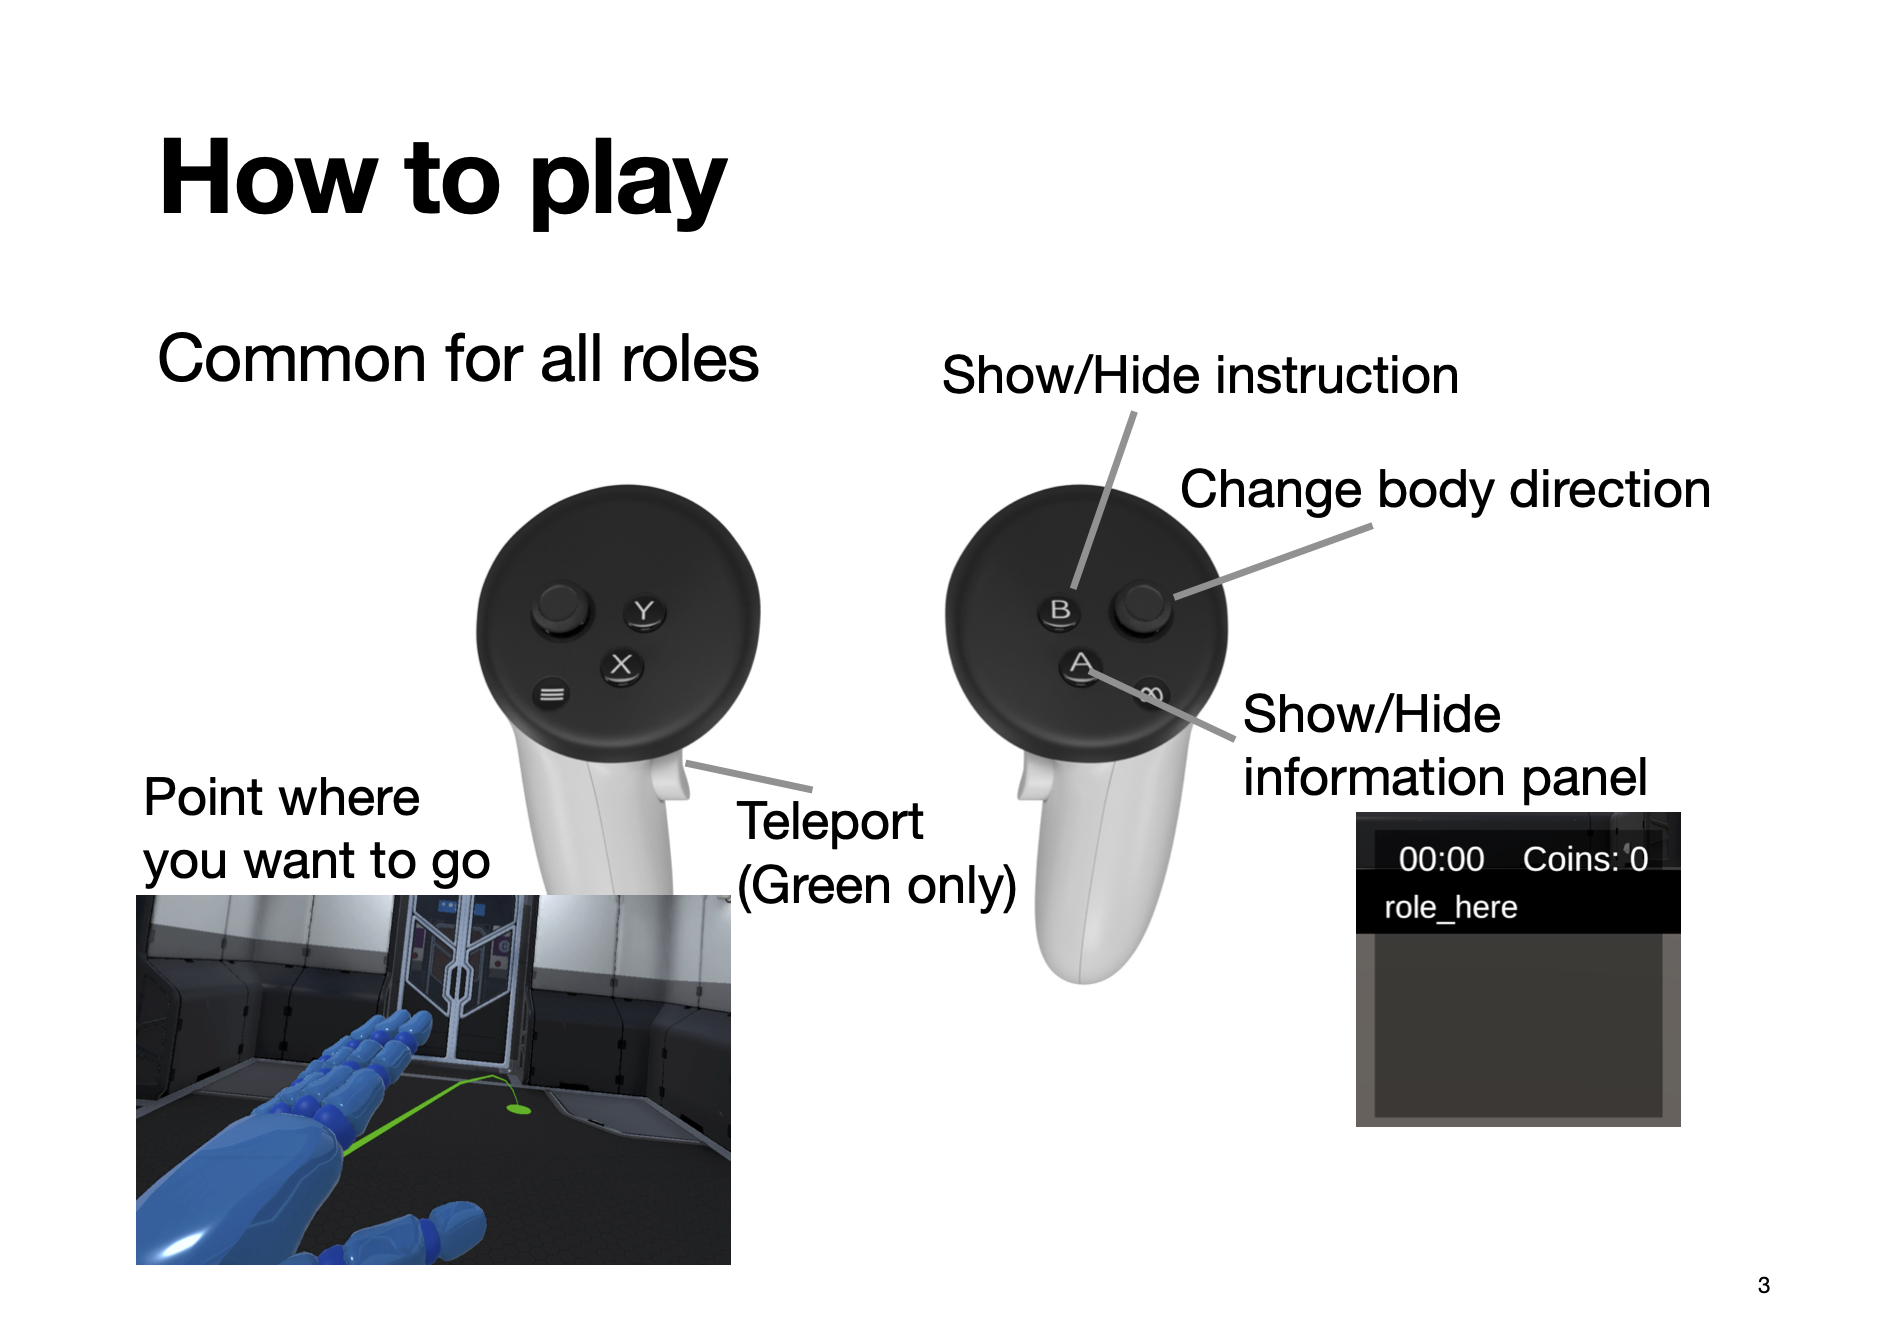 How to play
Common for all roles
Show/Hide instruction
Change body direction
Y
X
B
A
Show/Hide
information panel
Point where
you want to go
Teleport
(Green only)
00:00 Coins: 0
role_here
3